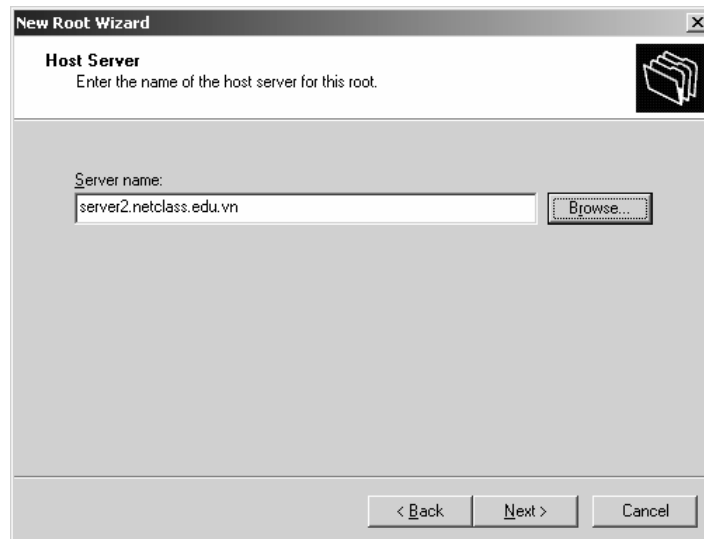 New Root Wizard
Host Server
Enter the name of the host server for this root.
Server name:
server2.netclass.edu.vn
Browse...
< Back
Next >
Cancel